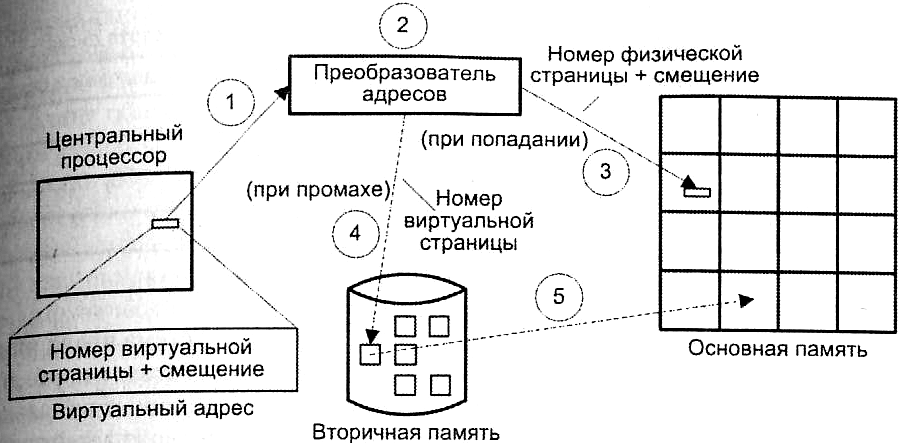 2
Преобразователь
адресов
Номер физической
страницы + смещение
1
Центральный
процессор
(при попадании)
3
(при промахе)
Номер
виртуальной
страницы
4
5
Номер виртуальной
страницы + смещение
Виртуальный адрес
Основная память
Вторичная память